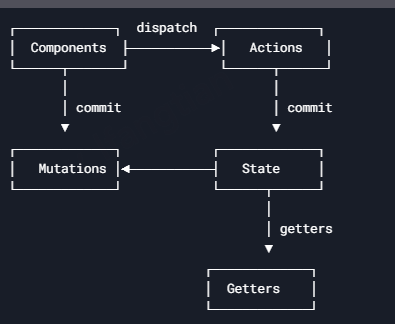 dispatch
Components Actions
commit commit
Mutations State
getters
Getters